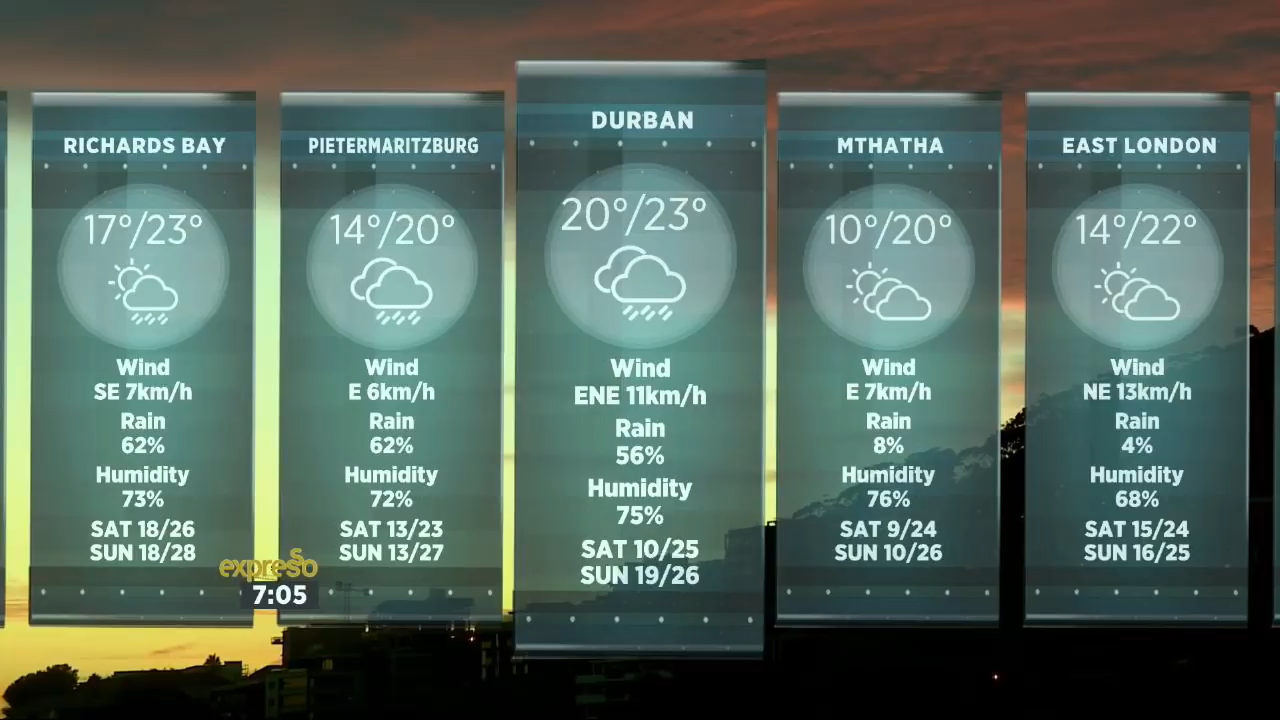 RICHARDS BAY
17°/23°
Wind
SE 7km/h
Rain
62%
Humidity
73%
SAT 18/26
SUN 18/28
PIETERMARITZBURG
14°/20°
Wind
E 6km/h
Rain
62%
Humidity
72%
SAT 13/23
SUN 13/27
DURBAN
20°/23°
Wind
ENE 11km/h
Rain
56%
Humidity
75%
SAT 10/25
SUN 19/26
MTHATHA
10°/20°
Wind
E 7km/h
Rain
8%
Humidity
76%
SAT 9/24
SUN 10/26
EAST LONDON
14°/22°
Wind
NE 13km/h
Rain
4%
Humidity
68%
SAT 15/24
SUN 16/25
expresso
7:05